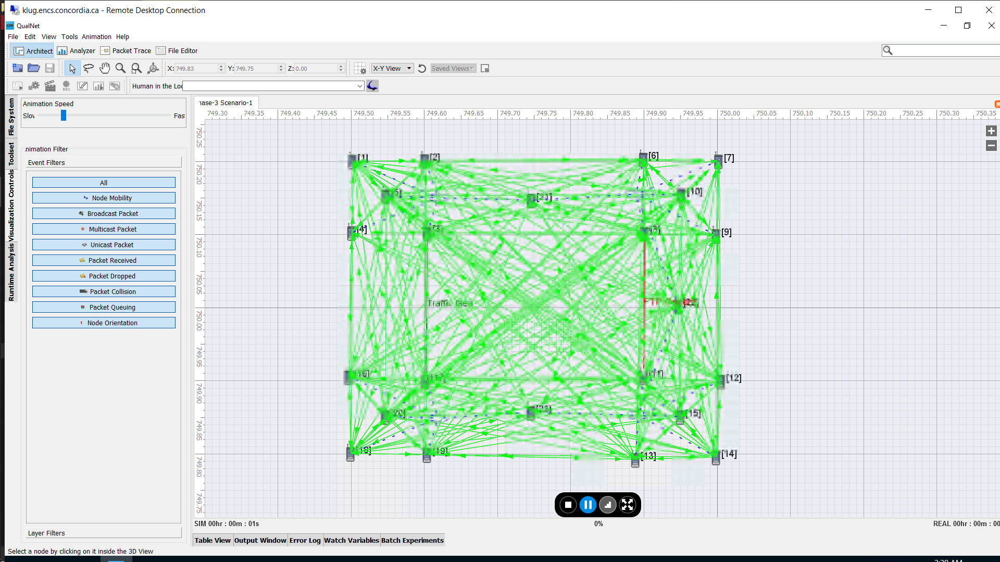 klug.encs.concordia.ca - Remote Desktop Connection
QN QualNet
File Edit View Tools Animation Help
Architect Analyzer Packet Trace File Editor
X: 749.83 Y: 749.75 Z: 0.00 X-Y View Saved Views
REC Human in the Loc
File System
Toolset
Visualization Controls
Runtime Analysis
Animation Speed
Slov Fas
nimation Filter
Event Filters
All
Node Mobility
Broadcast Packet
Multicast Packet
Unicast Packet
Packet Received
Packet Dropped
Packet Collision
Packet Queuing
Node Orientation
Layer Filters
ase-3 Scenario-1
749.30 749.35 749.40 749.45 749.50 749.55 749.60 749.65 749.70 749.75 749.80 749.85 749.90 749.95 750.00 750.05 750.10 750.15 750.20 750.25 750.30 750.35
750.25
750.20
750.15
750.10
750.05
750.00
749.95
749.90
749.85
749.80
749.75
[1] [2] [6] [7]
[10]
[21]
[4] [9]
Traffic Gen
[11] [12]
[15]
[18] [19] [13] [14]
SIM 00hr : 00m : 01s 0% REAL 00hr : 00m : 00
Table View Output Window Error Log Watch Variables Batch Experiments
Select a node by clicking on it inside the 3D View